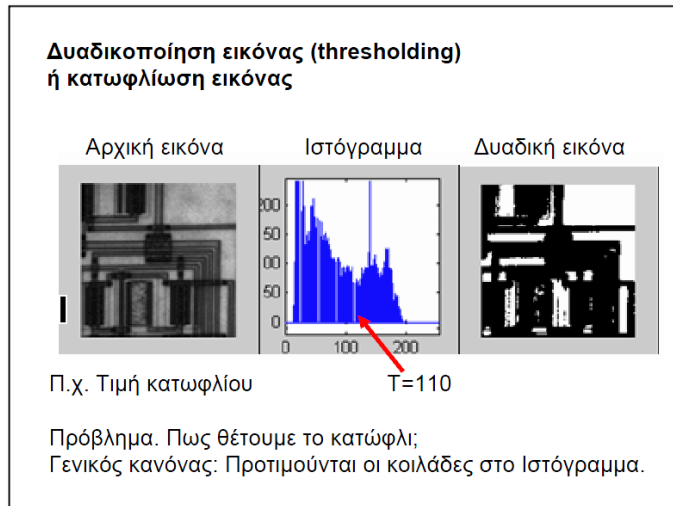 Δυαδικοποίηση εικόνας (thresholding)
ή κατωφλίωση εικόνας
Αρχική εικόνα Ιστόγραμμα Δυαδική εικόνα
200
150
100
50
0
0 100 200
Π.χ. Τιμή κατωφλίου T=110
Πρόβλημα. Πως θέτουμε το κατώφλι;
Γενικός κανόνας: Προτιμούνται οι κοιλάδες στο Ιστόγραμμα.